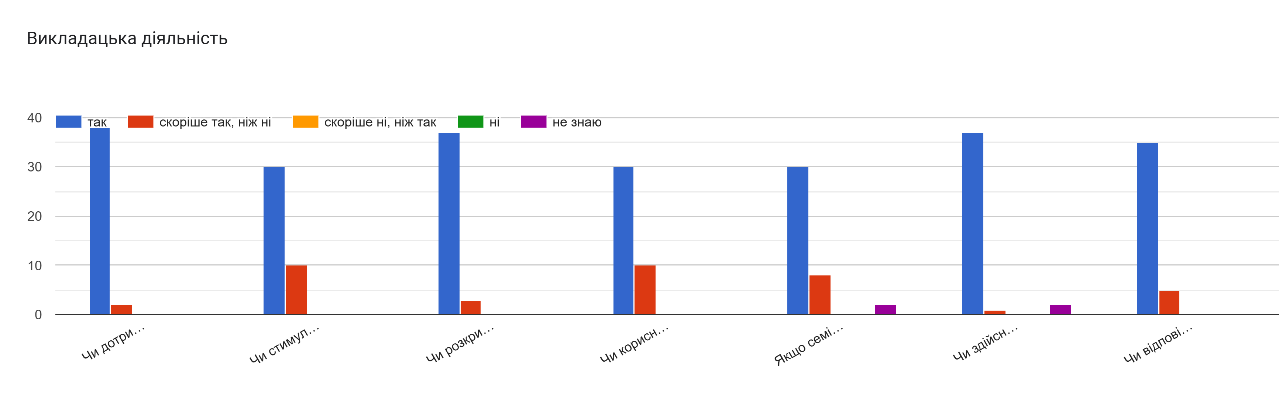 Викладацька діяльність
так скоріше так, ніж ні скоріше ні, ніж так ні не знаю
40
30
20
10
0
Чи дотри…
Чи стимул…
Чи розкри…
Чи корисн…
Якщо семі…
Чи здійсн…
Чи відпові…